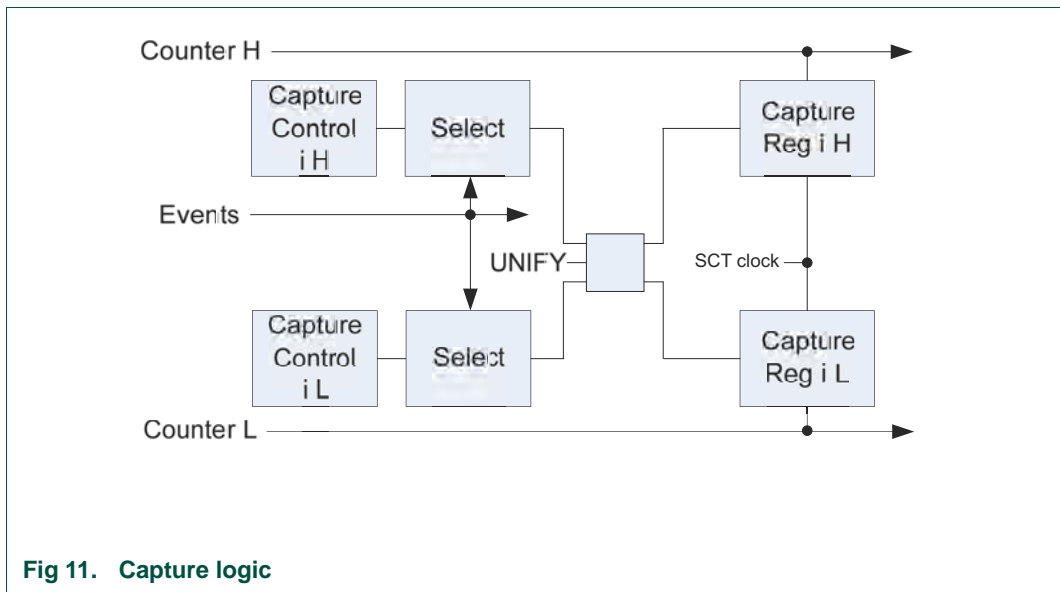 Counter H
Capture
Control
i H
Select
Capture
Reg i H
Events
UNIFY
SCT clock
Capture
Control
i L
Select
Capture
Reg i L
Counter L
Fig 11. Capture logic